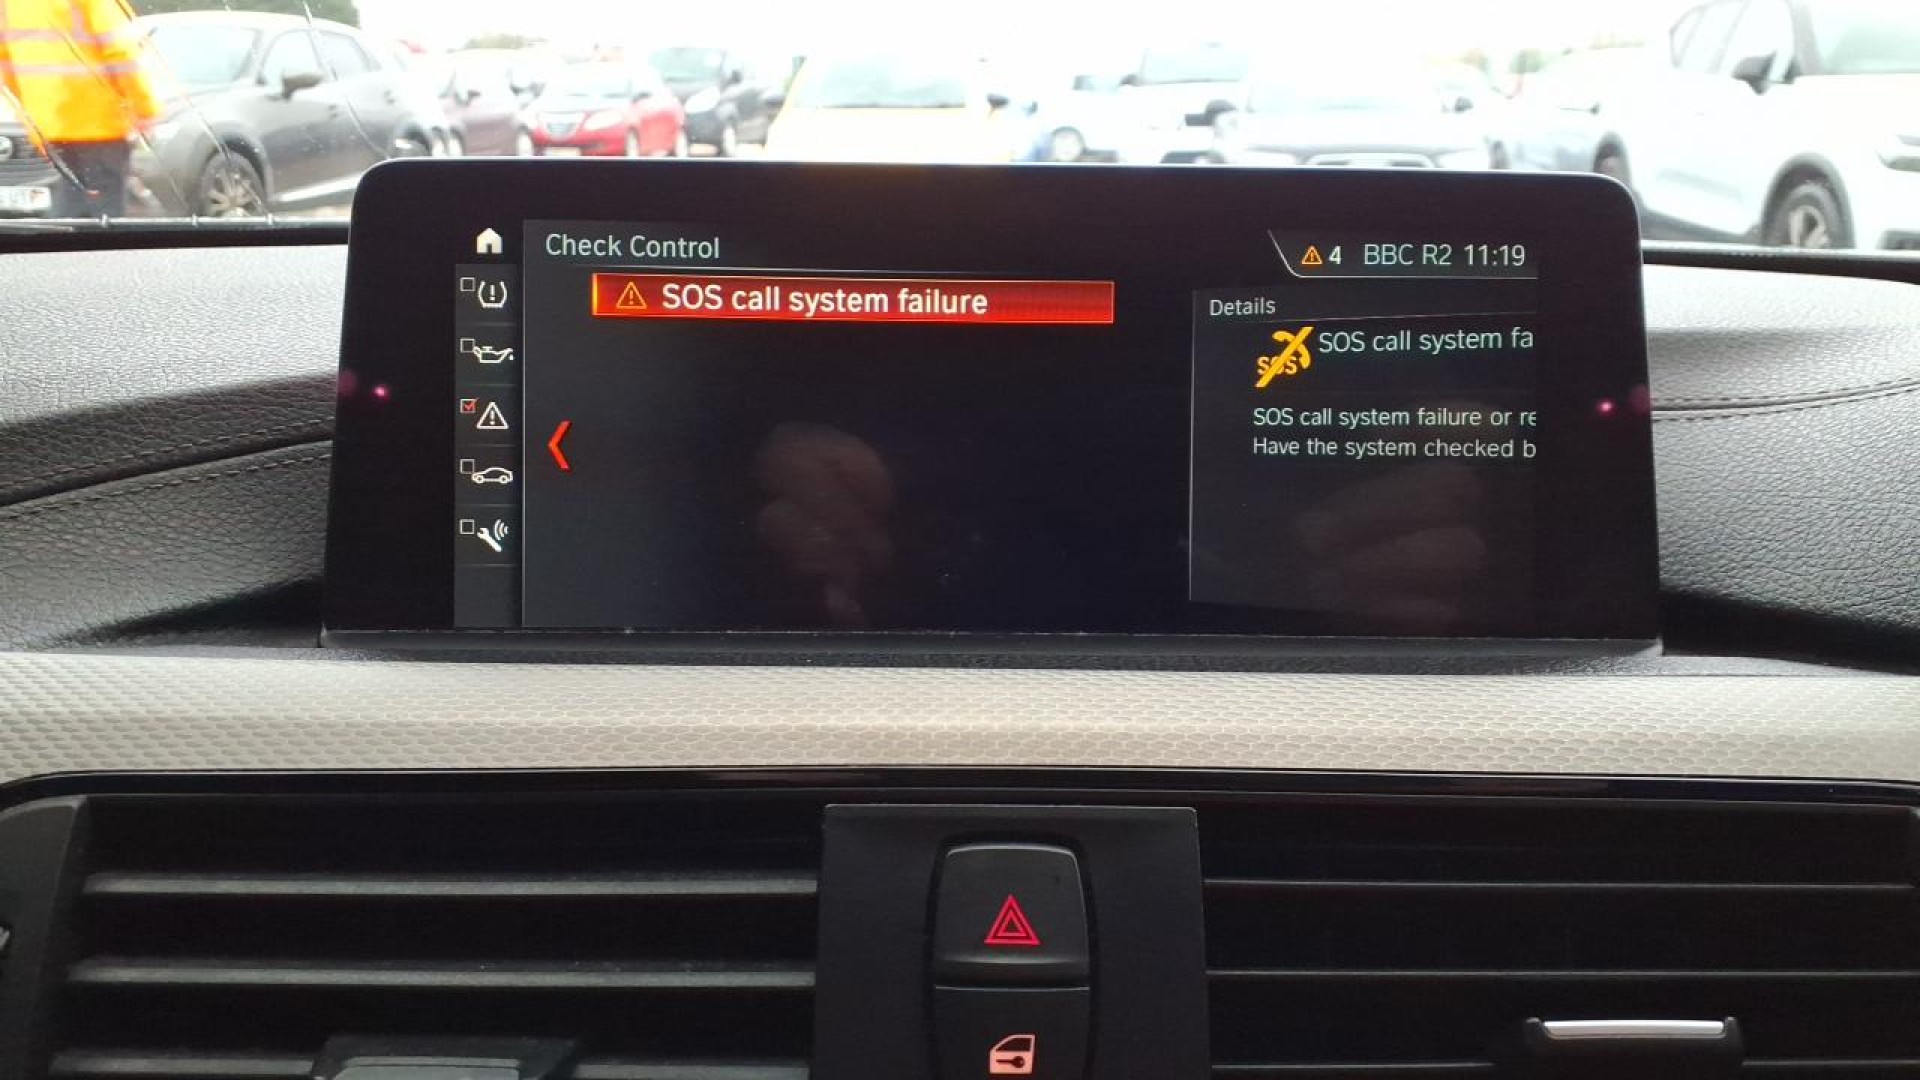 Check Control
4 BBC R2 11:19
SOS call system failure
Details
SOS
SOS call system fa
SOS call system failure or re
Have the system checked b